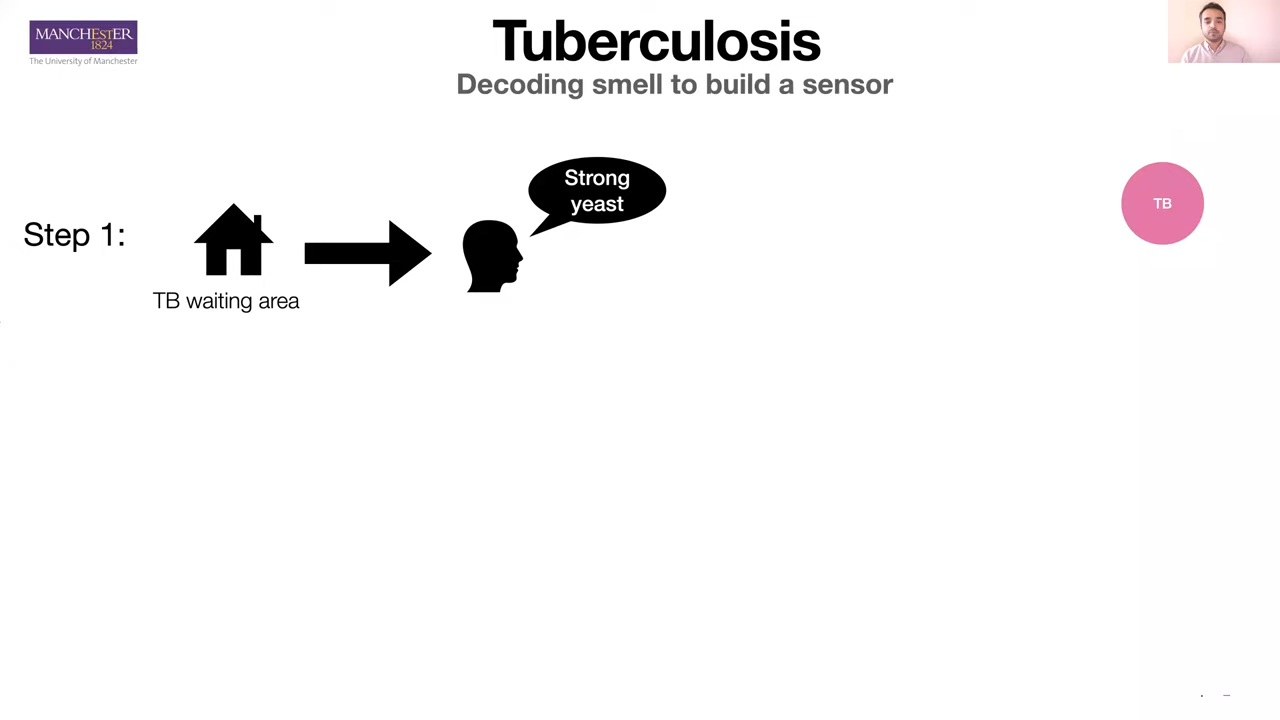 MANCHESTER
1824
The University of Manchester
Tuberculosis
Decoding smell to build a sensor
Strong
yeast
Step 1:
TB waiting area
TB